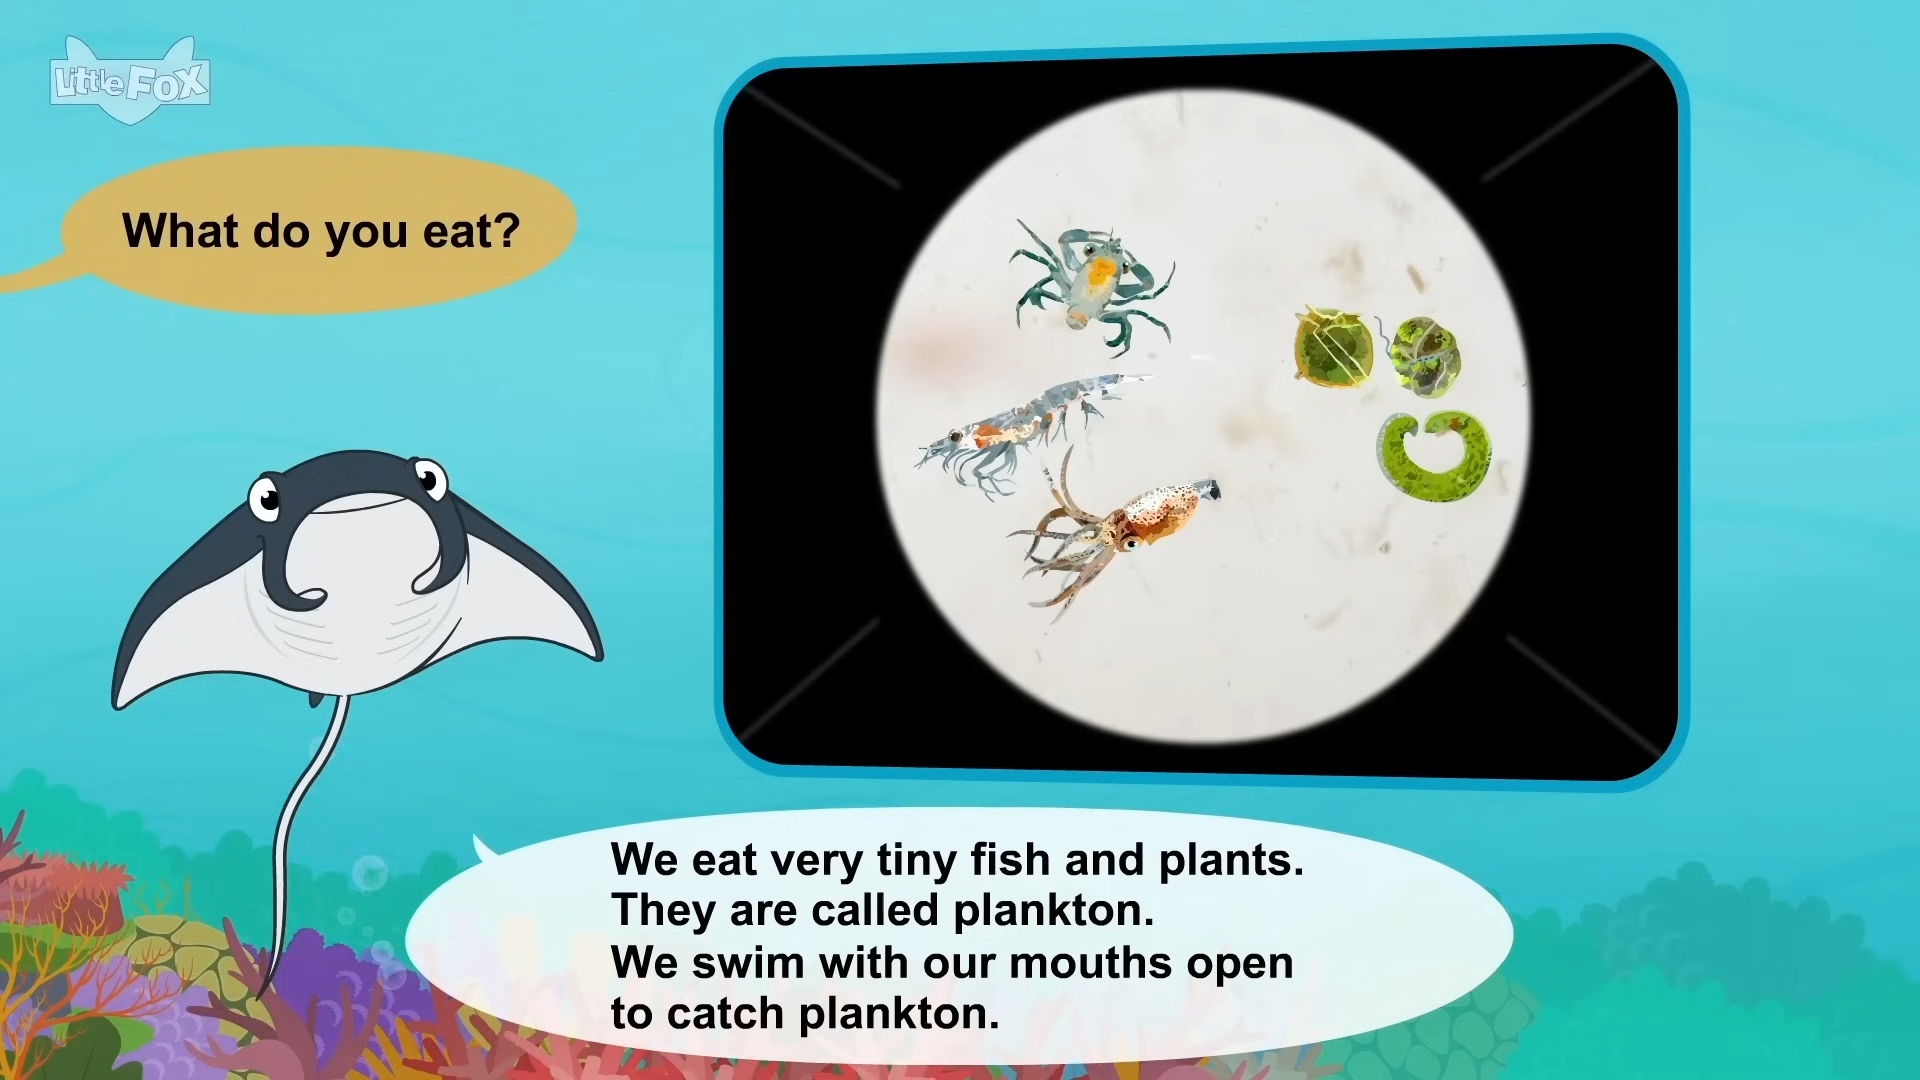 Little Fox
What do you eat?
We eat very tiny fish and plants.
They are called plankton.
We swim with our mouths open
to catch plankton.